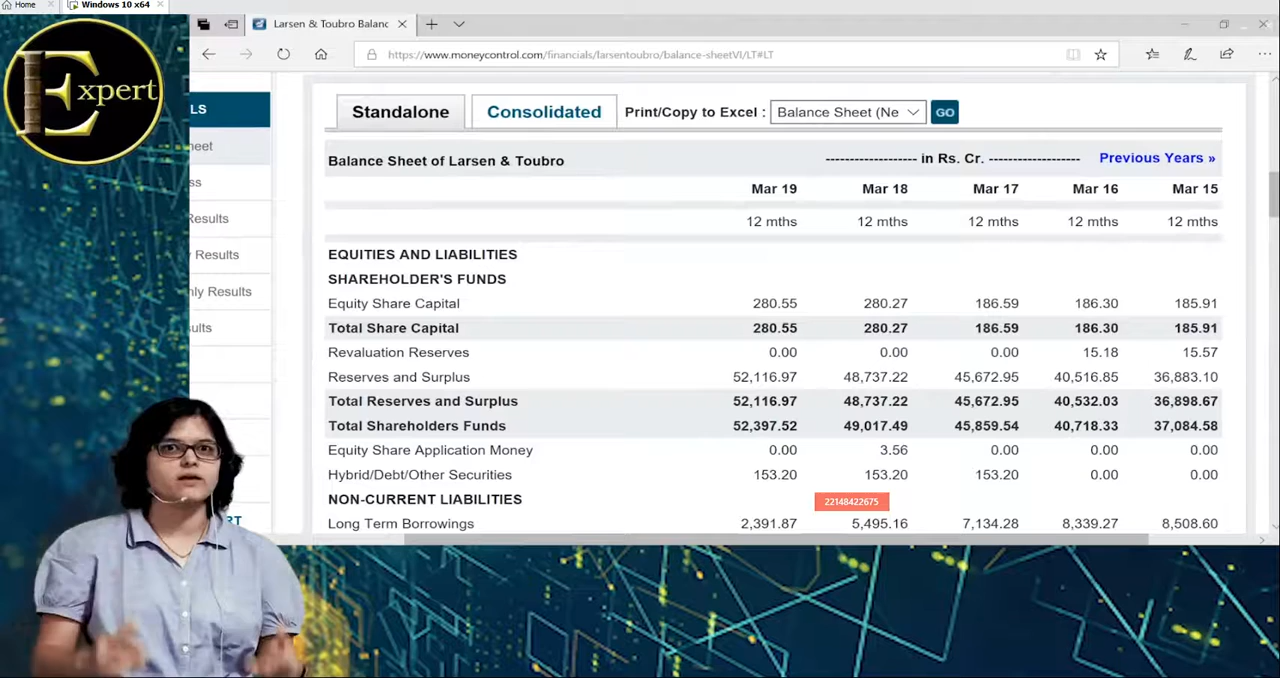 Home Windows 10 x64
Larsen & Toubro Balanc
https://www.moneycontrol.com/financials/larsentoubro/balance-sheetVI/LT#LT
Expert
LS
eet
ss
Results
Results
nly Results
sults
RT
Standalone Consolidated Print/Copy to Excel : Balance Sheet (Ne GO
Balance Sheet of Larsen & Toubro ------------------- in Rs. Cr. ------------------- Previous Years »
Mar 19 Mar 18 Mar 17 Mar 16 Mar 15
12 mths 12 mths 12 mths 12 mths 12 mths
EQUITIES AND LIABILITIES
SHAREHOLDER'S FUNDS
Equity Share Capital 280.55 280.27 186.59 186.30 185.91
Total Share Capital 280.55 280.27 186.59 186.30 185.91
Revaluation Reserves 0.00 0.00 0.00 15.18 15.57
Reserves and Surplus 52,116.97 48,737.22 45,672.95 40,516.85 36,883.10
Total Reserves and Surplus 52,116.97 48,737.22 45,672.95 40,532.03 36,898.67
Total Shareholders Funds 52,397.52 49,017.49 45,859.54 40,718.33 37,084.58
Equity Share Application Money 0.00 3.56 0.00 0.00 0.00
Hybrid/Debt/Other Securities 153.20 153.20 153.20 0.00 0.00
NON-CURRENT LIABILITIES
22148422675
Long Term Borrowings 2,391.87 5,495.16 7,134.28 8,339.27 8,508.60